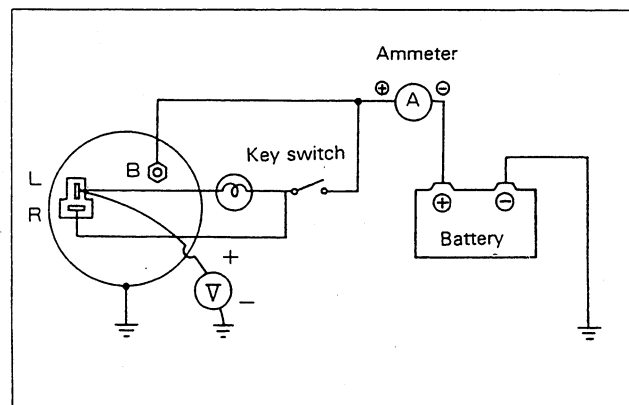 Ammeter
⊕ A ⊖
Key switch
B
L
R
⊕ ⊖
Battery
+
V
−